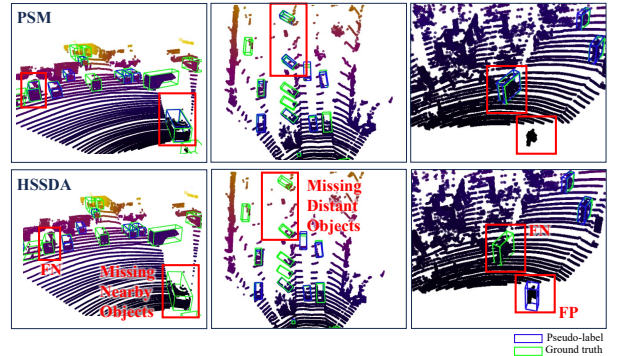 PSM
HSSDA
FN
Missing
Nearby
Objects
Missing
Distant
Objects
FN
FP
Pseudo-label
Ground truth